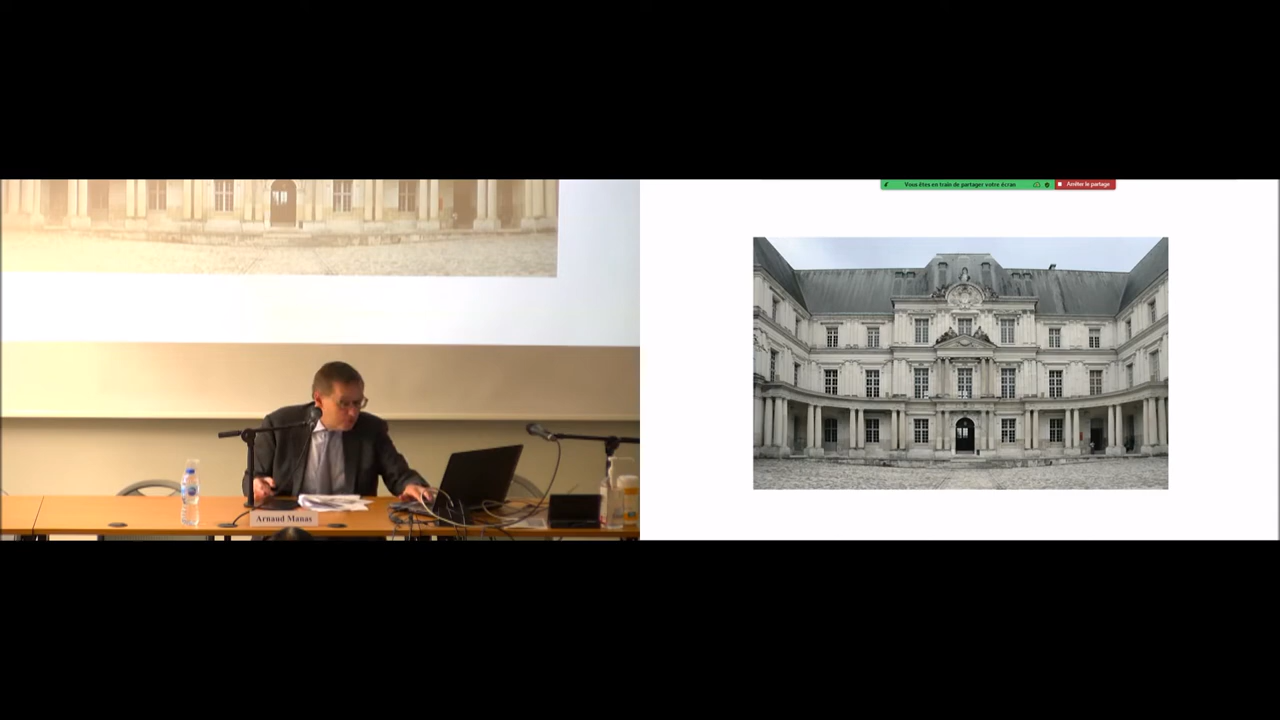 Vous êtes en train de partager votre écran
Arrêter le partage
Arnaud Manas